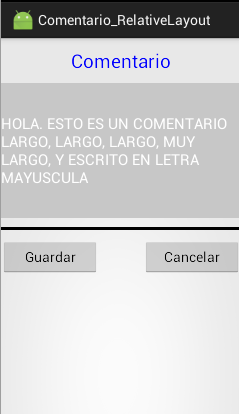 Comentario_RelativeLayout
Comentario
HOLA. ESTO ES UN COMENTARIO
LARGO, LARGO, LARGO, MUY
LARGO, Y ESCRITO EN LETRA
MAYUSCULA
Guardar
Cancelar